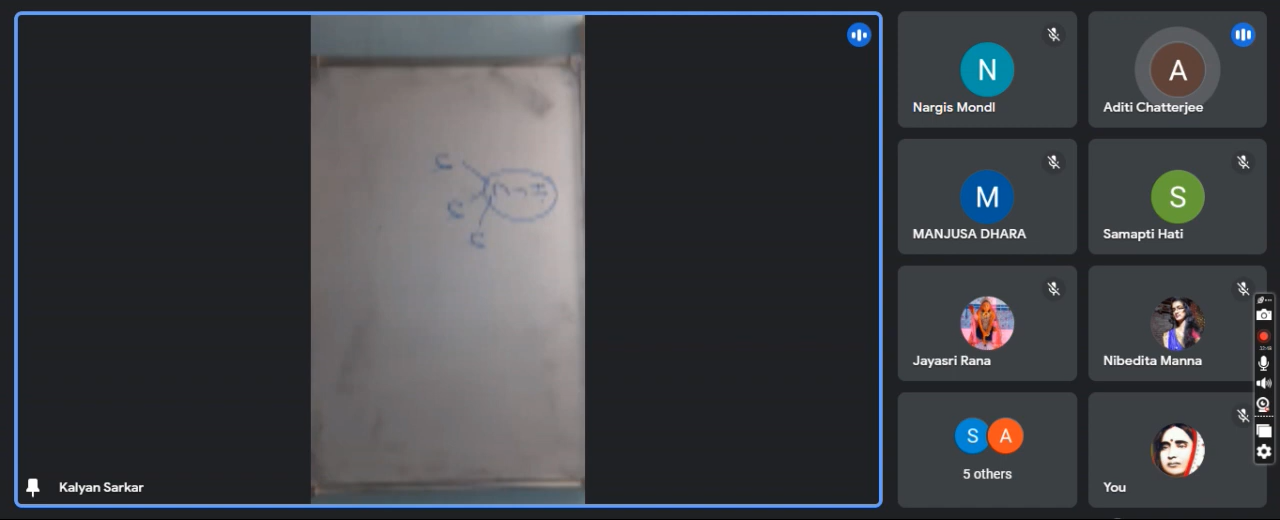 N
Nargis Mondl
A
Aditi Chatterjee
M
MANJUSA DHARA
S
Samapti Hati
Jayasri Rana
Nibedita Manna
S A
5 others
You
Kalyan Sarkar
C
C
C